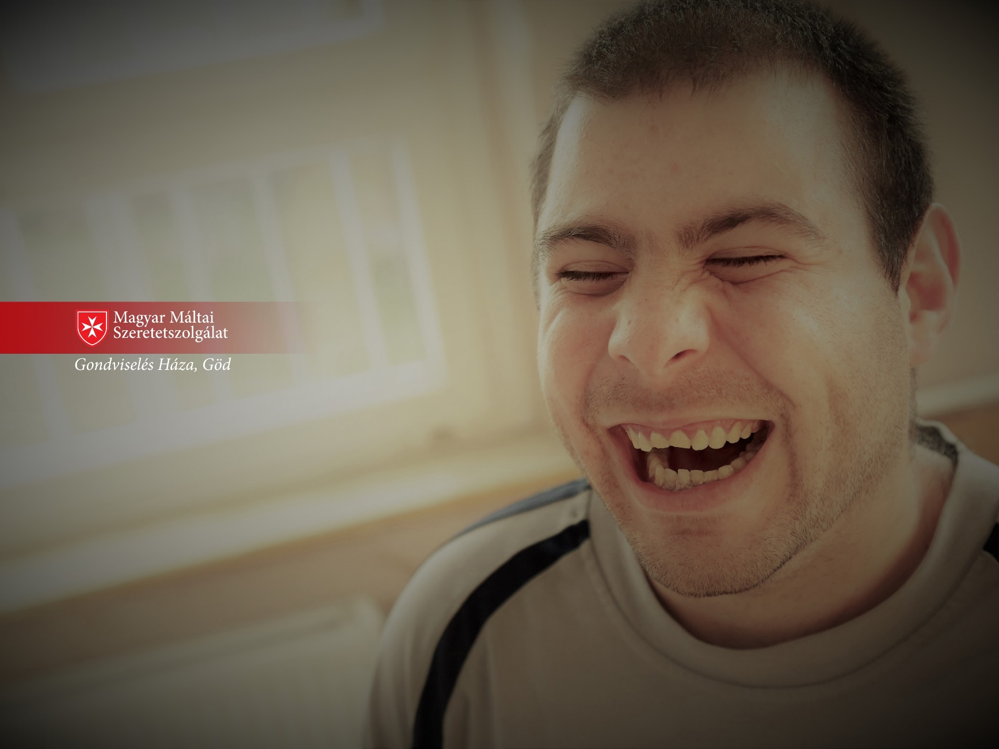 Magyar Máltai
Szeretetszolgálat
Gondviselés Háza, Göd